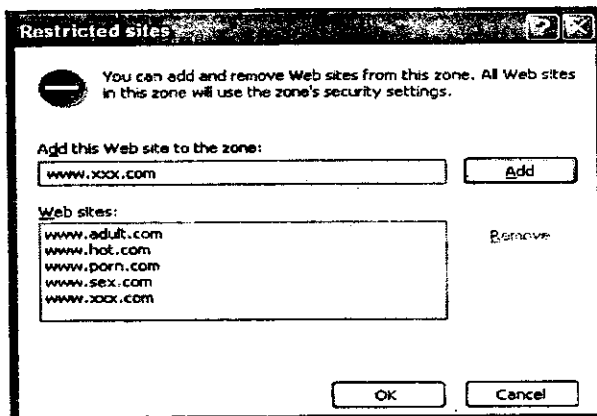 Restricted sites
You can add and remove Web sites from this zone. All Web sites
in this zone will use the zone's security settings.
Add this Web site to the zone:
www.xxx.com
Add
Web sites:
www.adult.com
www.hot.com
www.porn.com
www.sex.com
www.xxx.com
Remove
OK
Cancel